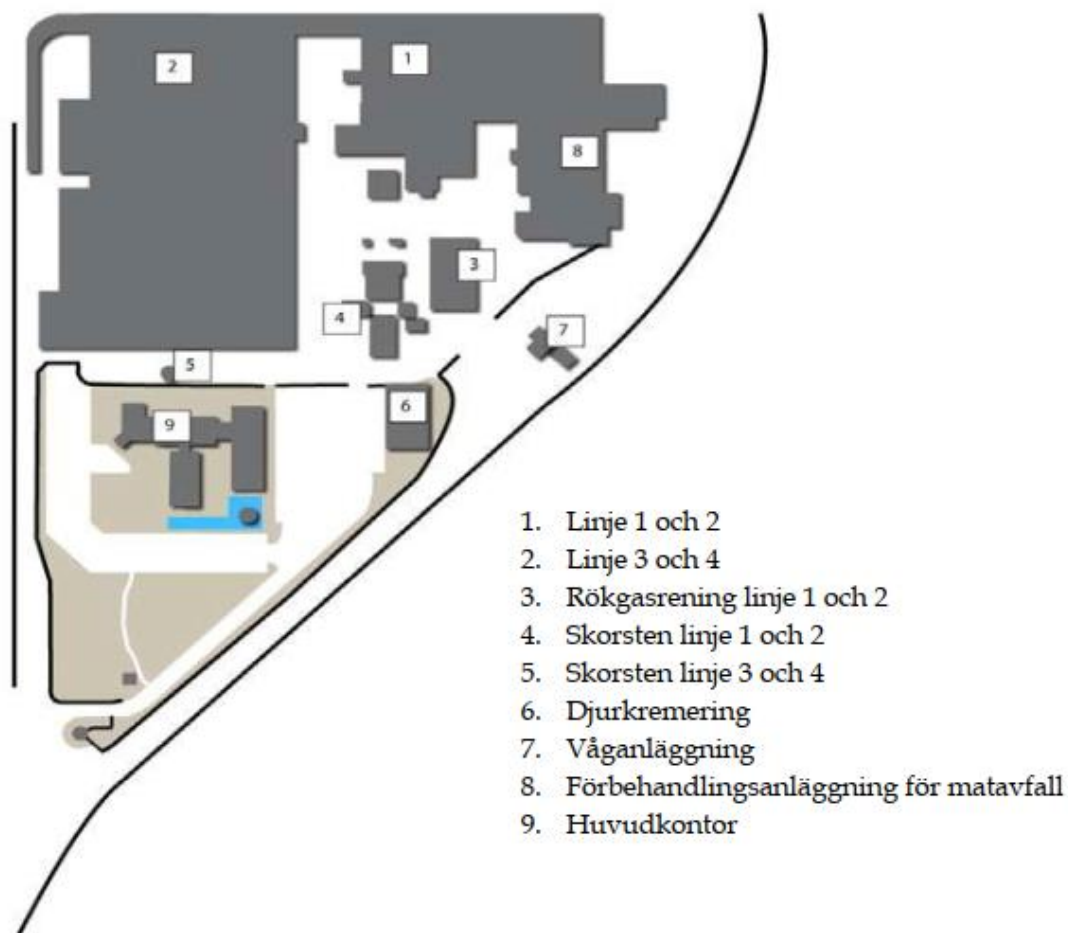 2
1
8
3
4
7
5
6
9
1. Linje 1 och 2
2. Linje 3 och 4
3. Rökgasrening linje 1 och 2
4. Skorsten linje 1 och 2
5. Skorsten linje 3 och 4
6. Djurkremering
7. Våganläggning
8. Förbehandlingsanläggning för matavfall
9. Huvudkontor